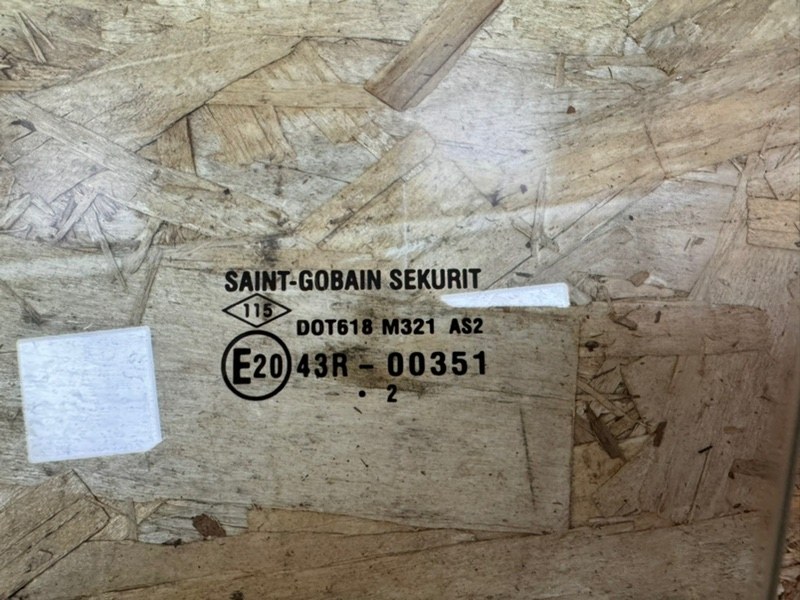 SAINT-GOBAIN SEKURIT
115
DOT618 M321 AS2
E20 43R - 00351
. 2